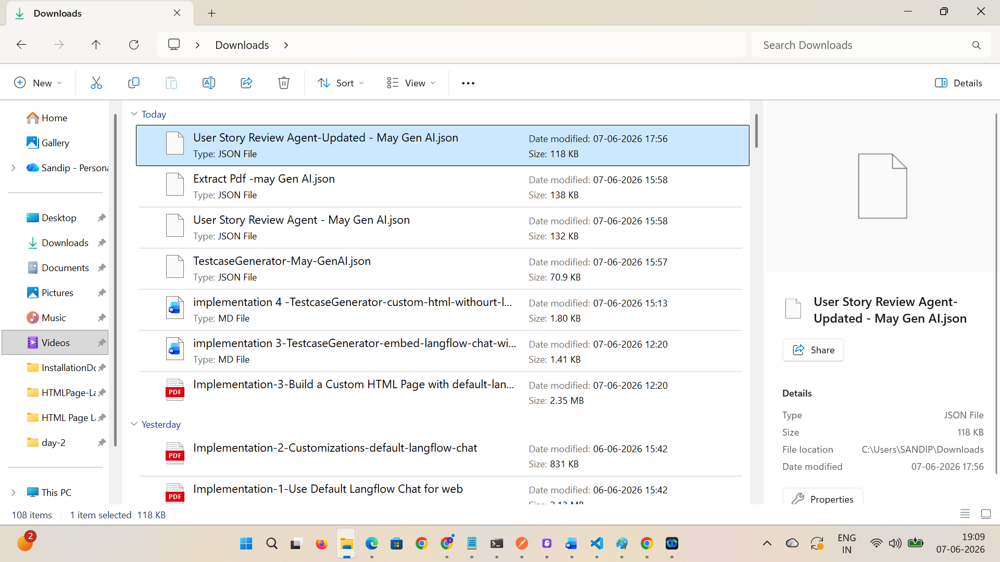 Downloads
Downloads
Search Downloads
New
Sort
View
Details
Home
Gallery
Sandip - Persona
Desktop
Downloads
Documents
Pictures
Music
Videos
InstallationDo
HTMLPage-La
HTML Page La
day-2
This PC
Today
User Story Review Agent-Updated - May Gen AI.json
Type: JSON File
Date modified: 07-06-2026 17:56
Size: 118 KB
Extract Pdf -may Gen AI.json
Type: JSON File
Date modified: 07-06-2026 15:58
Size: 138 KB
User Story Review Agent - May Gen AI.json
Type: JSON File
Date modified: 07-06-2026 15:58
Size: 132 KB
TestcaseGenerator-May-GenAI.json
Type: JSON File
Date modified: 07-06-2026 15:57
Size: 70.9 KB
implementation 4 -TestcaseGenerator-custom-html-withourt-l...
Type: MD File
Date modified: 07-06-2026 15:13
Size: 1.80 KB
implementation 3-TestcaseGenerator-embed-langflow-chat-wi...
Type: MD File
Date modified: 07-06-2026 12:20
Size: 1.41 KB
PDF
Implementation-3-Build a Custom HTML Page with default-lan...
Date modified: 07-06-2026 12:20
Size: 2.35 MB
Yesterday
PDF
Implementation-2-Customizations-default-langflow-chat
Date modified: 06-06-2026 15:42
Size: 831 KB
PDF
Implementation-1-Use Default Langflow Chat for web
Date modified: 06-06-2026 15:42
Size: 2.13 MB
User Story Review Agent-
Updated - May Gen AI.json
Share
Details
Type JSON File
Size 118 KB
File location C:\Users\SANDIP\Downloads
Date modified 07-06-2026 17:56
Properties
108 items 1 item selected 118 KB
2
ENG
IN
19:09
07-06-2026